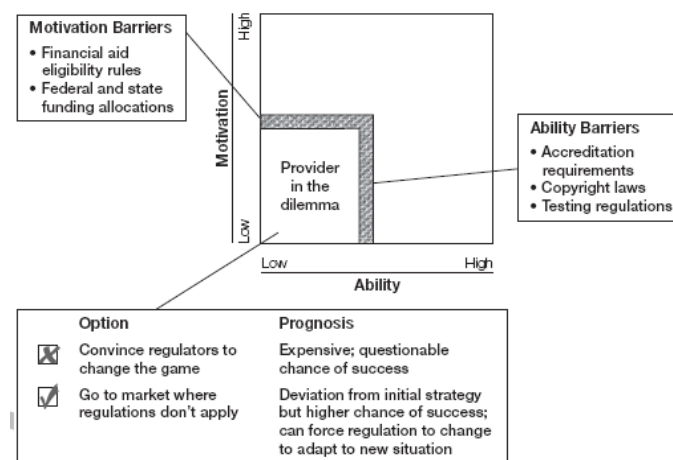 Motivation Barriers
• Financial aid
eligibility rules
• Federal and state
funding allocations
High
Motivation
Low
Provider
in the
dilemma
Low
High
Ability
Ability Barriers
• Accreditation
requirements
• Copyright laws
• Testing regulations
Option
Prognosis
Convince regulators to
change the game
Expensive; questionable
chance of success
Go to market where
regulations don't apply
Deviation from initial strategy
but higher chance of success;
can force regulation to change
to adapt to new situation